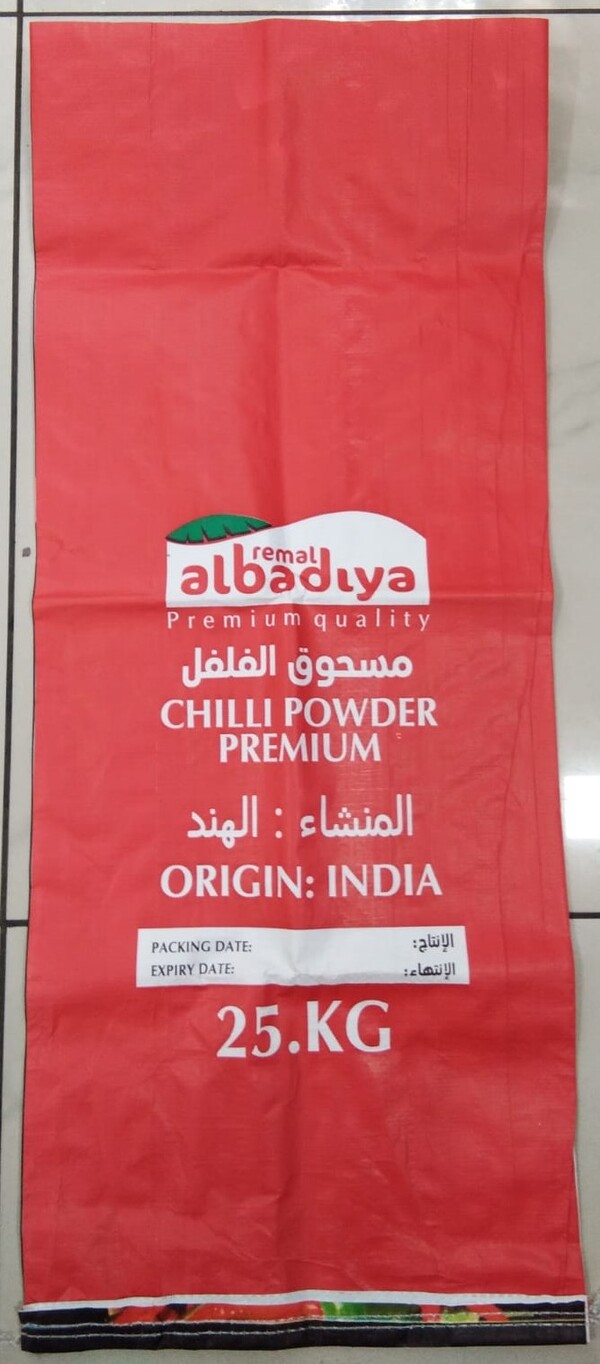 remal
albadiya
Premium quality
مسحوق الفلفل
CHILLI POWDER
PREMIUM
المنشاء : الهند
ORIGIN: INDIA
PACKING DATE: الإنتاج:
EXPIRY DATE: الإنتهاء:
25.KG